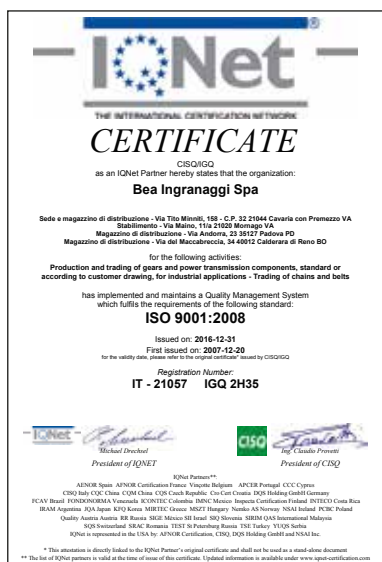 IQNet ®
THE INTERNATIONAL CERTIFICATION NETWORK
CERTIFICATE
CISQ/IGQ
as an IQNet Partner hereby states that the organization:
Bea Ingranaggi Spa
Sede e magazzino di distribuzione - Via Tito Minniti, 158 - C.P. 32 21044 Cavaria con Premezzo VA
Stabilimento - Via Maino, 11/a 21020 Mornago VA
Magazzino di distribuzione - Via Andorra, 23 35127 Padova PD
Magazzino di distribuzione - Via del Maccabreccia, 34 40012 Calderara di Reno BO
for the following activities:
Production and trading of gears and power transmission components, standard or
according to customer drawing, for industrial applications - Trading of chains and belts
has implemented and maintains a Quality Management System
which fulfils the requirements of the following standard:
ISO 9001:2008
Issued on: 2016-12-31
First issued on: 2007-12-20
for the validity date, please refer to the original certificate* issued by CISQ/IGQ
Registration Number:
IT - 21057 IGQ 2H35
- IQNet - CISQ
Michael Drechsel Ing. Claudio Provetti
President of IQNET President of CISQ
IQNet Partners**:
AENOR Spain AFNOR Certification France Vinçotte Belgium APCER Portugal CCC Cyprus
CISQ Italy CQC China CQM China CQS Czech Republic Cro Cert Croatia DQS Holding GmbH Germany
FCAV Brazil FONDONORMA Venezuela ICONTEC Colombia IMNC Mexico Inspecta Certification Finland INTECO Costa Rica
IRAM Argentina JQA Japan KFQ Korea MIRTEC Greece MSZT Hungary Nemko AS Norway NSAI Ireland PCBC Poland
Quality Austria Austria RR Russia SIGE México SII Israel SIQ Slovenia SIRIM QAS International Malaysia
SQS Switzerland SRAC Romania TEST St Petersburg Russia TSE Turkey YUQS Serbia
IQNet is represented in the USA by: AFNOR Certification, CISQ, DQS Holding GmbH and NSAI Inc.
* This attestation is directly linked to the IQNet Partner's original certificate and shall not be used as a stand-alone document
** The list of IQNet partners is valid at the time of issue of this certificate. Updated information is available under www.iqnet-certification.com